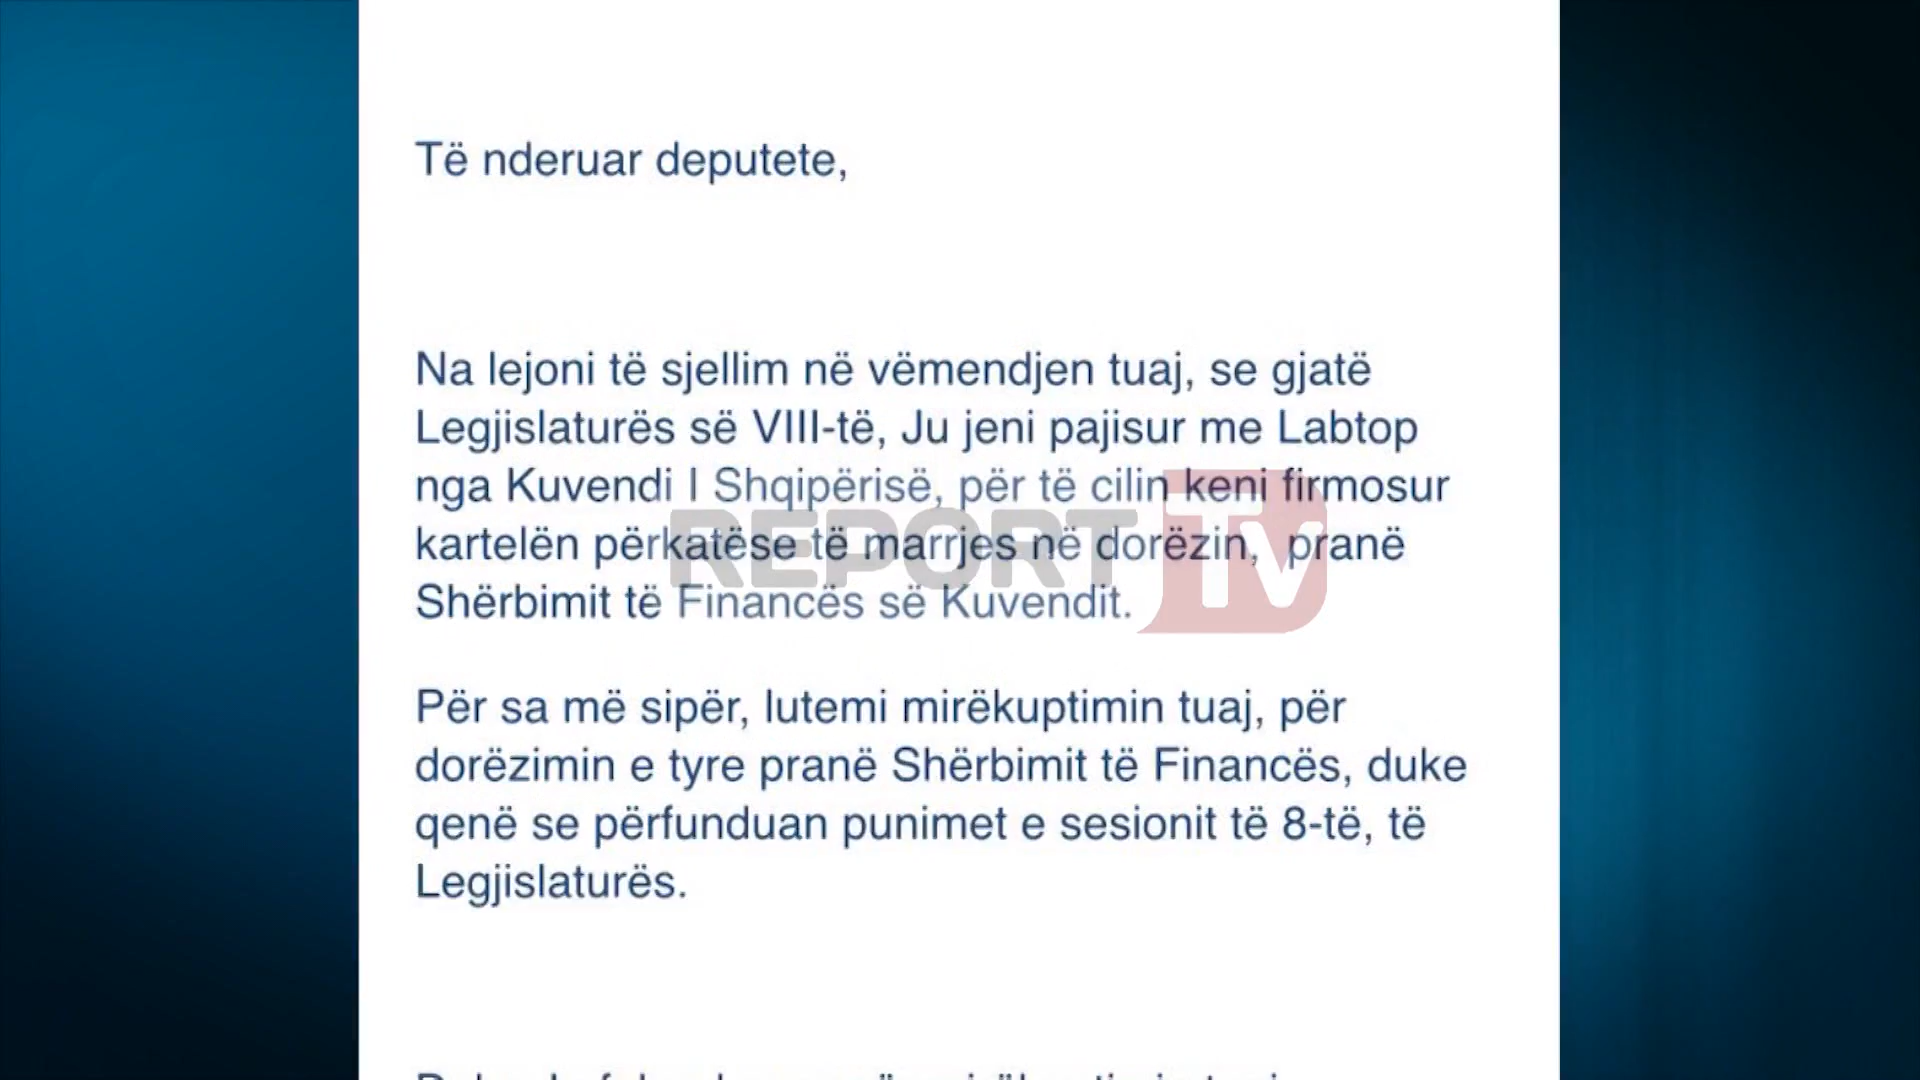 Të nderuar deputete,
Na lejoni të sjellim në vëmendjen tuaj, se gjatë
Legjislaturës së VIII-të, Ju jeni pajisur me Labtop
nga Kuvendi I Shqipërisë, për të cilin keni firmosur
kartelën përkatëse të marrjes në dorëzin, pranë
REPORT TV
Shërbimit të Financës së Kuvendit.
Për sa më sipër, lutemi mirëkuptimin tuaj, për
dorëzimin e tyre pranë Shërbimit të Financës, duke
qenë se përfunduan punimet e sesionit të 8-të, të
Legjislaturës.